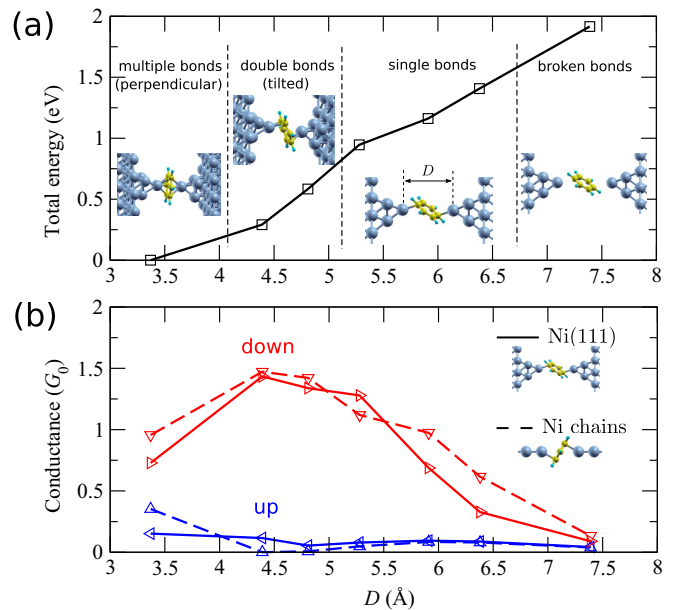 (a)
2
1.5
1
0.5
0
Total energy (eV)
multiple bonds
(perpendicular)
double bonds
(tilted)
single bonds
broken bonds
D
3 3.5 4 4.5 5 5.5 6 6.5 7 7.5 8
(b)
2
1.5
1
0.5
0
Conductance (G0)
down
up
Ni(111)
Ni chains
3 3.5 4 4.5 5 5.5 6 6.5 7 7.5 8
D (Å)